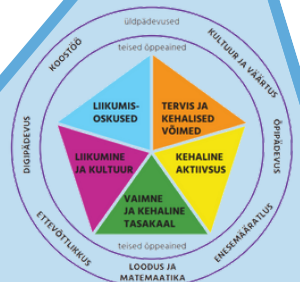 üldpädevused
KOOSTÖÖ
KULTUUR JA VÄÄRTUS
teised õppeained
LIIKUMIS-
OSKUSED
TERVIS JA
KEHALISED
VÕIMED
DIGIPÄDEVUS
ÕPIPÄDEVUS
LIIKUMINE
JA KULTUUR
KEHALINE
AKTIIVSUS
VAIMNE
JA KEHALINE
TASAKAAL
ETTEVÕTLIKKUS
ENESEMÄÄRATLUS
teised õppeained
LOODUS JA
MATEMAATIKA